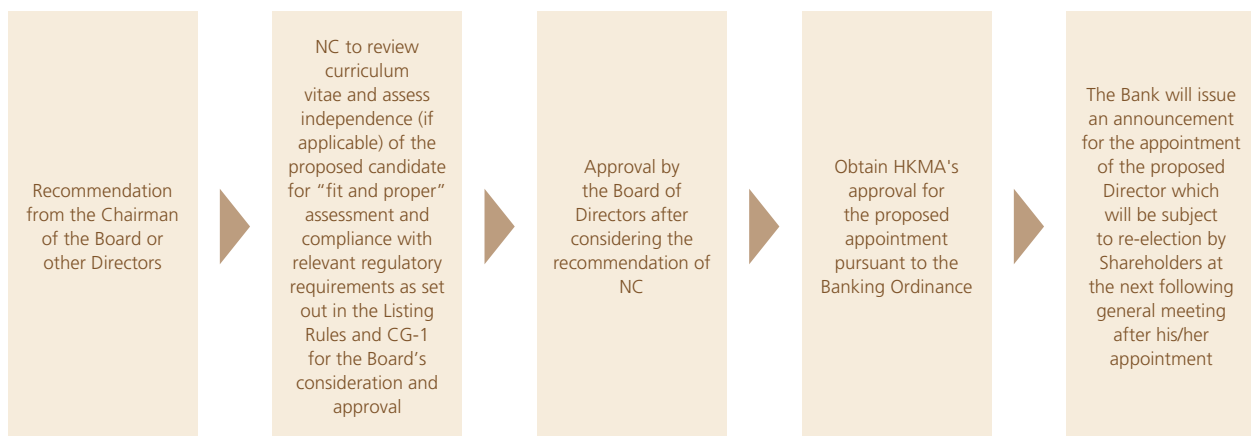 Recommendation
from the Chairman
of the Board or
other Directors
NC to review
curriculum
vitae and assess
independence (if
applicable) of the
proposed candidate
for “fit and proper”
assessment and
compliance with
relevant regulatory
requirements as set
out in the Listing
Rules and CG-1
for the Board’s
consideration and
approval
Approval by
the Board of
Directors after
considering the
recommendation of
NC
Obtain HKMA's
approval for
the proposed
appointment
pursuant to the
Banking Ordinance
The Bank will issue
an announcement
for the appointment
of the proposed
Director which
will be subject
to re-election by
Shareholders at
the next following
general meeting
after his/her
appointment